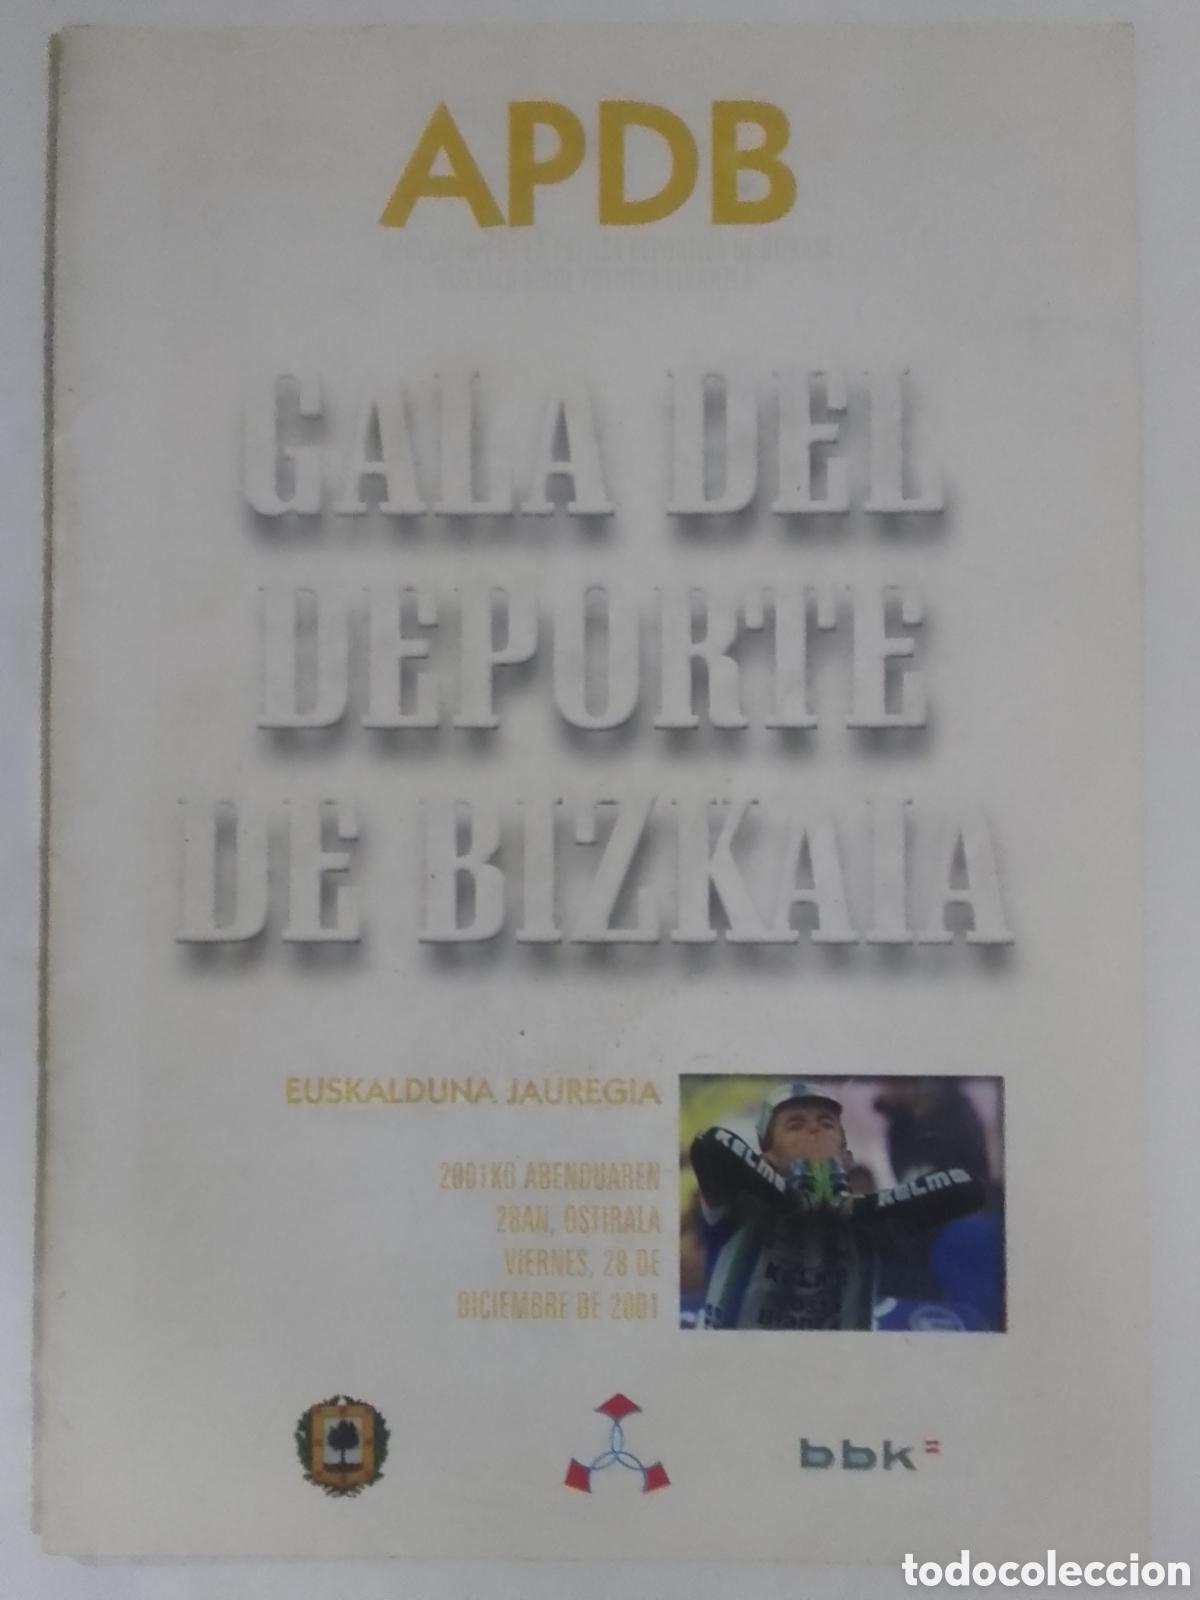 APDB
GALA DEL
DEPORTE
DE BIZKAIA
EUSKALDUNA JAUREGIA
2001KO ABENDUAREN
28AN, OSTIRALA
VIERNES, 28 DE
DICIEMBRE DE 2001
KELME
KELME
KELME
bbk
todocoleccion